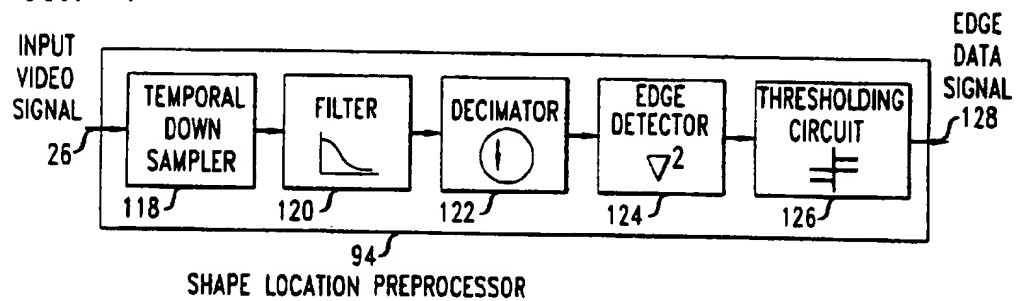 INPUT
VIDEO
SIGNAL
26
TEMPORAL
DOWN
SAMPLER
118
FILTER
120
DECIMATOR
122
EDGE
DETECTOR
∇²
124
THRESHOLDING
CIRCUIT
126
EDGE
DATA
SIGNAL
128
94
SHAPE LOCATION PREPROCESSOR